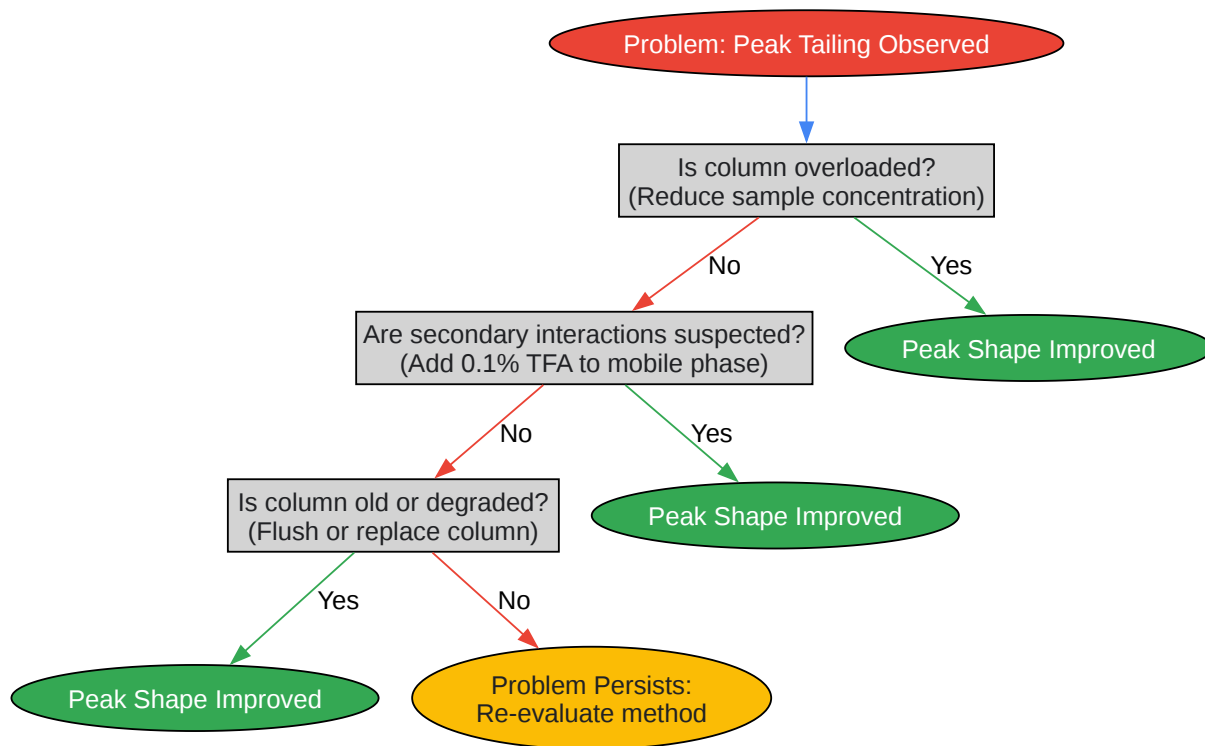 Problem: Peak Tailing Observed
Is column overloaded?
(Reduce sample concentration)
No
Yes
Are secondary interactions suspected?
(Add 0.1% TFA to mobile phase)
Peak Shape Improved
No
Yes
Is column old or degraded?
(Flush or replace column)
Peak Shape Improved
Yes
No
Peak Shape Improved
Problem Persists:
Re-evaluate method